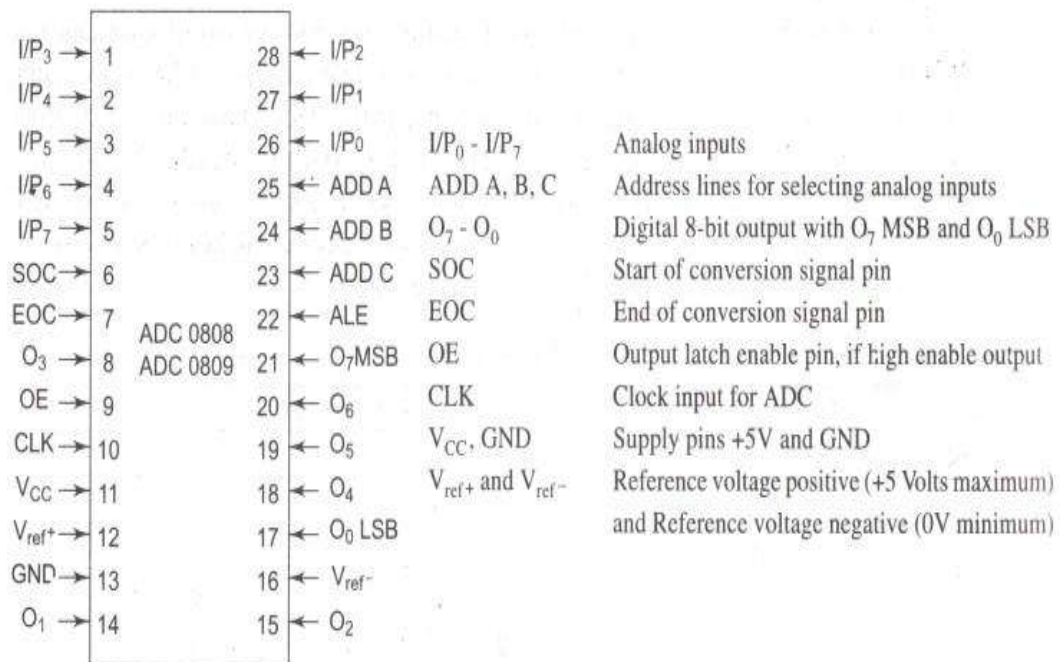 I/P3 1 28 I/P2
I/P4 2 27 I/P1
I/P5 3 26 I/P0 I/P0 - I/P7 Analog inputs
I/P6 4 25 ADD A ADD A, B, C Address lines for selecting analog inputs
I/P7 5 24 ADD B O7 - O0 Digital 8-bit output with O7 MSB and O0 LSB
SOC 6 23 ADD C SOC Start of conversion signal pin
EOC 7 22 ALE EOC End of conversion signal pin
ADC 0808
O3 8 21 O7MSB OE Output latch enable pin, if high enable output
ADC 0809
OE 9 20 O6 CLK Clock input for ADC
CLK 10 19 O5 VCC, GND Supply pins +5V and GND
VCC 11 18 O4 Vref+ and Vref- Reference voltage positive (+5 Volts maximum)
Vref+ 12 17 O0 LSB and Reference voltage negative (0V minimum)
GND 13 16 Vref-
O1 14 15 O2